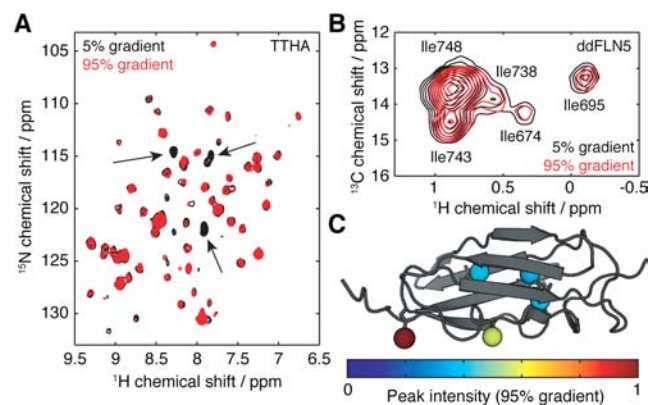 A
5% gradient
95% gradient
TTHA
105
110
115
120
125
130
¹⁵N chemical shift / ppm
9.5 9 8.5 8 7.5 7 6.5
¹H chemical shift / ppm
B
Ile748
ddFLN5
Ile738
Ile695
Ile674
Ile743
5% gradient
95% gradient
12
13
14
15
16
¹³C chemical shift / ppm
1 0.5 0 -0.5
¹H chemical shift / ppm
C
0 1
Peak intensity (95% gradient)